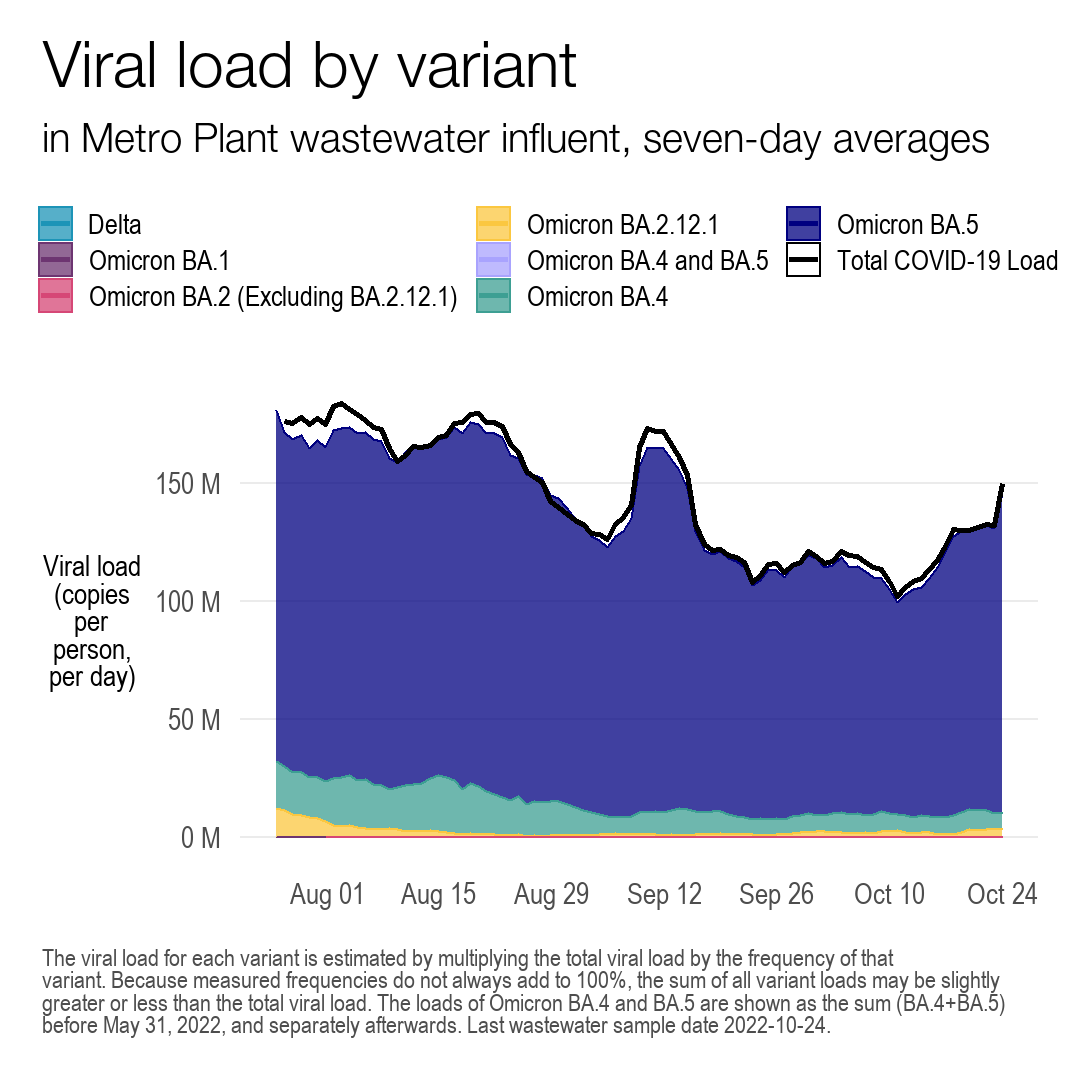 Viral load by variant
in Metro Plant wastewater influent, seven-day averages
Delta
Omicron BA.1
Omicron BA.2 (Excluding BA.2.12.1)
Omicron BA.2.12.1
Omicron BA.4 and BA.5
Omicron BA.4
Omicron BA.5
Total COVID-19 Load
Viral load
(copies
per
person,
per day)
150 M
100 M
50 M
0 M
Aug 01
Aug 15
Aug 29
Sep 12
Sep 26
Oct 10
Oct 24
The viral load for each variant is estimated by multiplying the total viral load by the frequency of that
variant. Because measured frequencies do not always add to 100%, the sum of all variant loads may be slightly
greater or less than the total viral load. The loads of Omicron BA.4 and BA.5 are shown as the sum (BA.4+BA.5)
before May 31, 2022, and separately afterwards. Last wastewater sample date 2022-10-24.